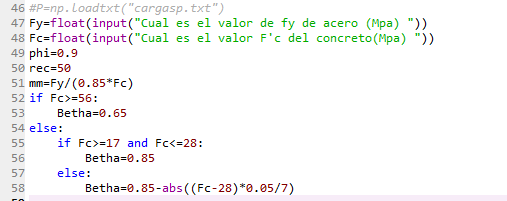 46 #P=np.loadtxt("cargasp.txt")
47 Fy=float(input("Cual es el valor de fy de acero (Mpa) "))
48 Fc=float(input("Cual es el valor F'c del concreto(Mpa) "))
49 phi=0.9
50 rec=50
51 mm=Fy/(0.85*Fc)
52 if Fc>=56:
53     Betha=0.65
54 else:
55     if Fc>=17 and Fc<=28:
56         Betha=0.85
57     else:
58         Betha=0.85-abs((Fc-28)*0.05/7)